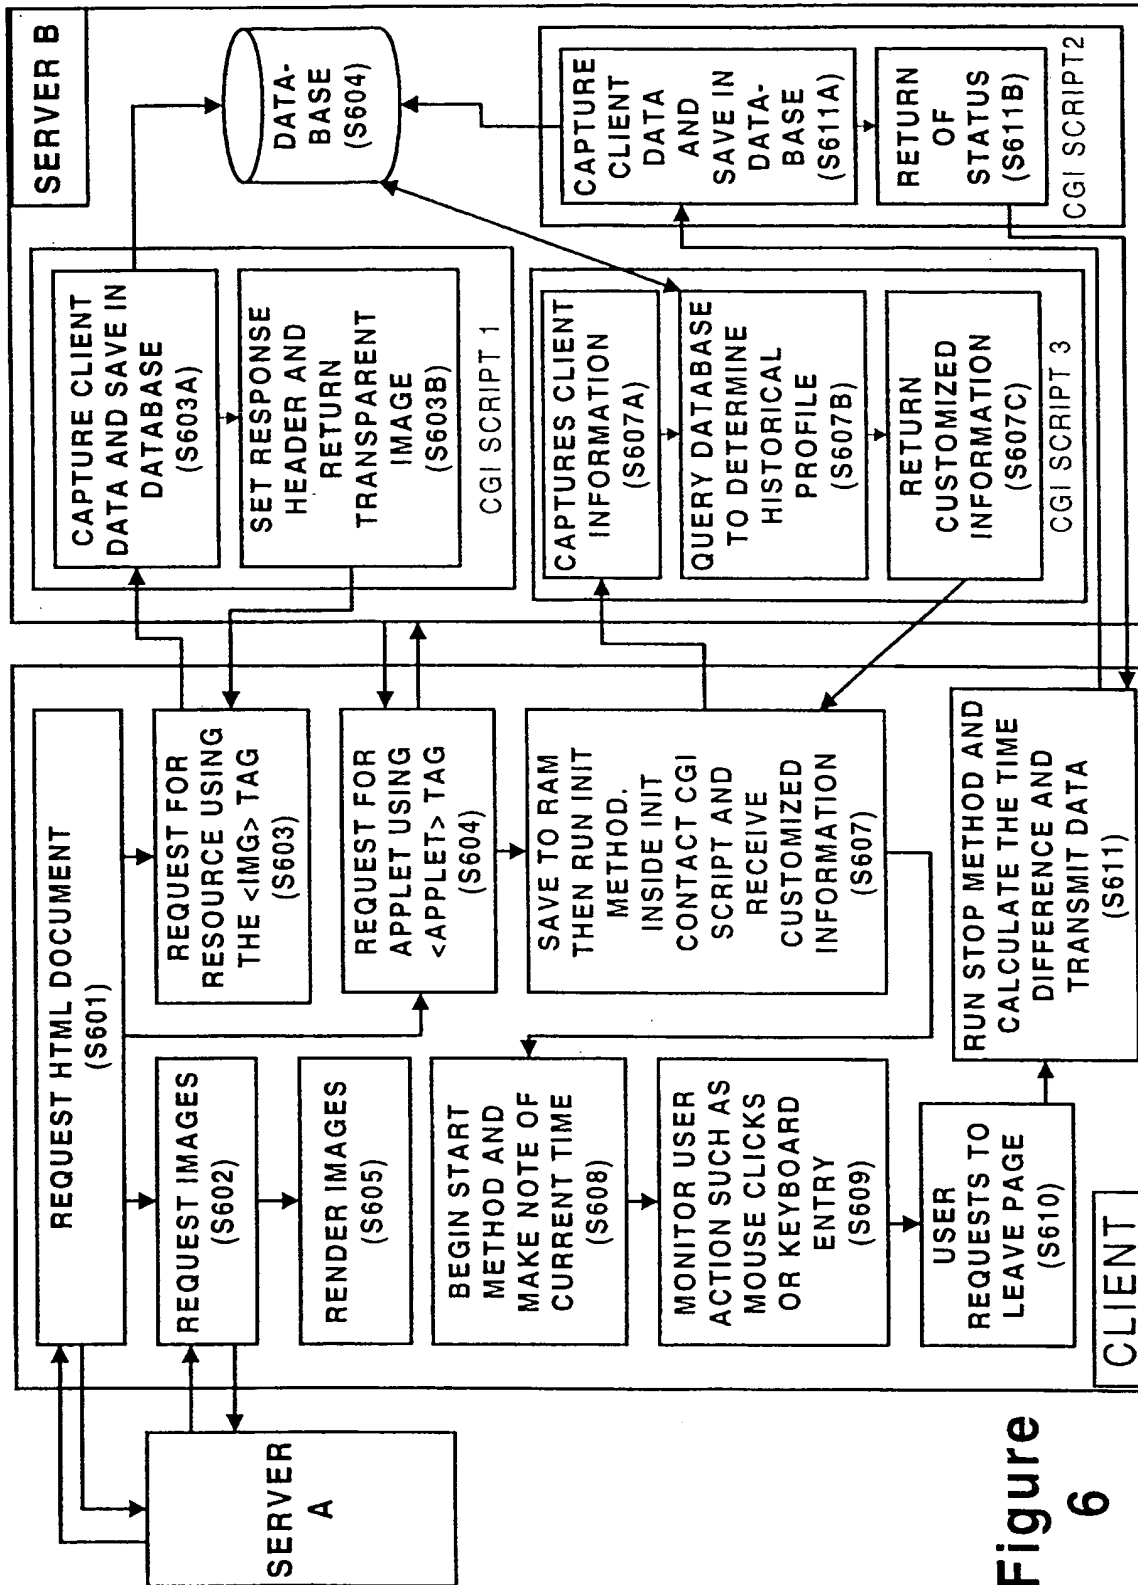 SERVER
A
REQUEST HTML DOCUMENT
(S601)
REQUEST IMAGES
(S602)
RENDER IMAGES
(S605)
REQUEST FOR
RESOURCE USING
THE <IMG> TAG
(S603)
REQUEST FOR
APPLET USING
<APPLET> TAG
(S604)
SAVE TO RAM
THEN RUN INIT
METHOD.
INSIDE INIT
CONTACT CGI
SCRIPT AND
RECEIVE
CUSTOMIZED
INFORMATION
(S607)
BEGIN START
METHOD AND
MAKE NOTE OF
CURRENT TIME
(S608)
MONITOR USER
ACTION SUCH AS
MOUSE CLICKS
OR KEYBOARD
ENTRY
(S609)
USER
REQUESTS TO
LEAVE PAGE
(S610)
RUN STOP METHOD AND
CALCULATE THE TIME
DIFFERENCE AND
TRANSMIT DATA
(S611)
CLIENT
SERVER B
CAPTURE CLIENT
DATA AND SAVE IN
DATABASE
(S603A)
SET RESPONSE
HEADER AND
RETURN
TRANSPARENT
IMAGE
(S603B)
CGI SCRIPT 1
DATA-
BASE
(S604)
CAPTURES CLIENT
INFORMATION
(S607A)
QUERY DATABASE
TO DETERMINE
HISTORICAL
PROFILE
(S607B)
RETURN
CUSTOMIZED
INFORMATION
(S607C)
CGI SCRIPT 3
CAPTURE
CLIENT
DATA
AND
SAVE IN
DATA-
BASE
(S611A)
RETURN
OF
STATUS
(S611B)
CGI SCRIPT2
Figure
6